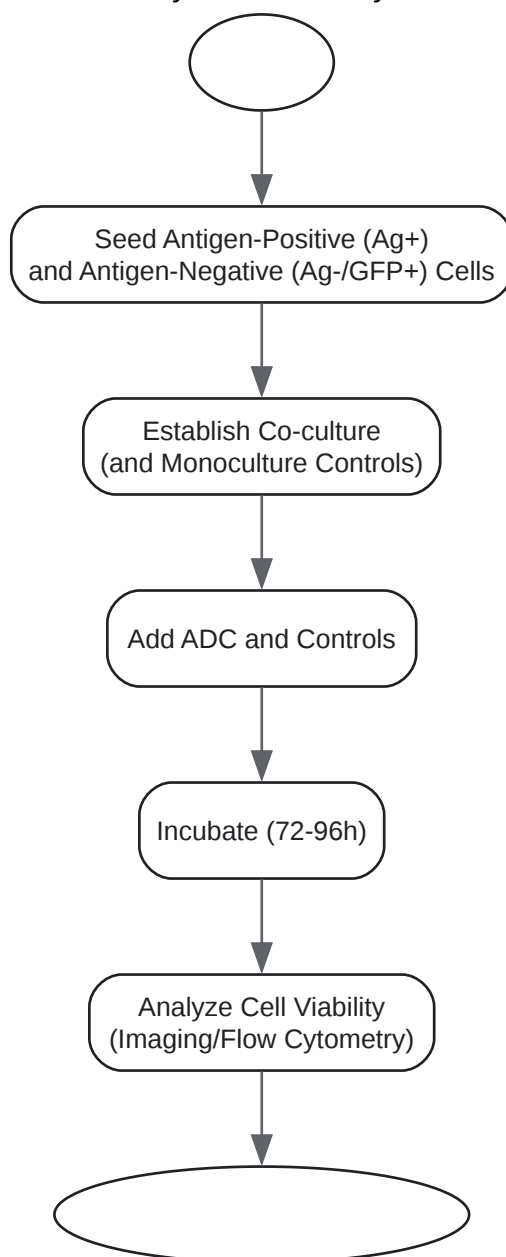 Seed Antigen-Positive (Ag+)
and Antigen-Negative (Ag-/GFP+) Cells
Establish Co-culture
(and Monoculture Controls)
Add ADC and Controls
Incubate (72-96h)
Analyze Cell Viability
(Imaging/Flow Cytometry)